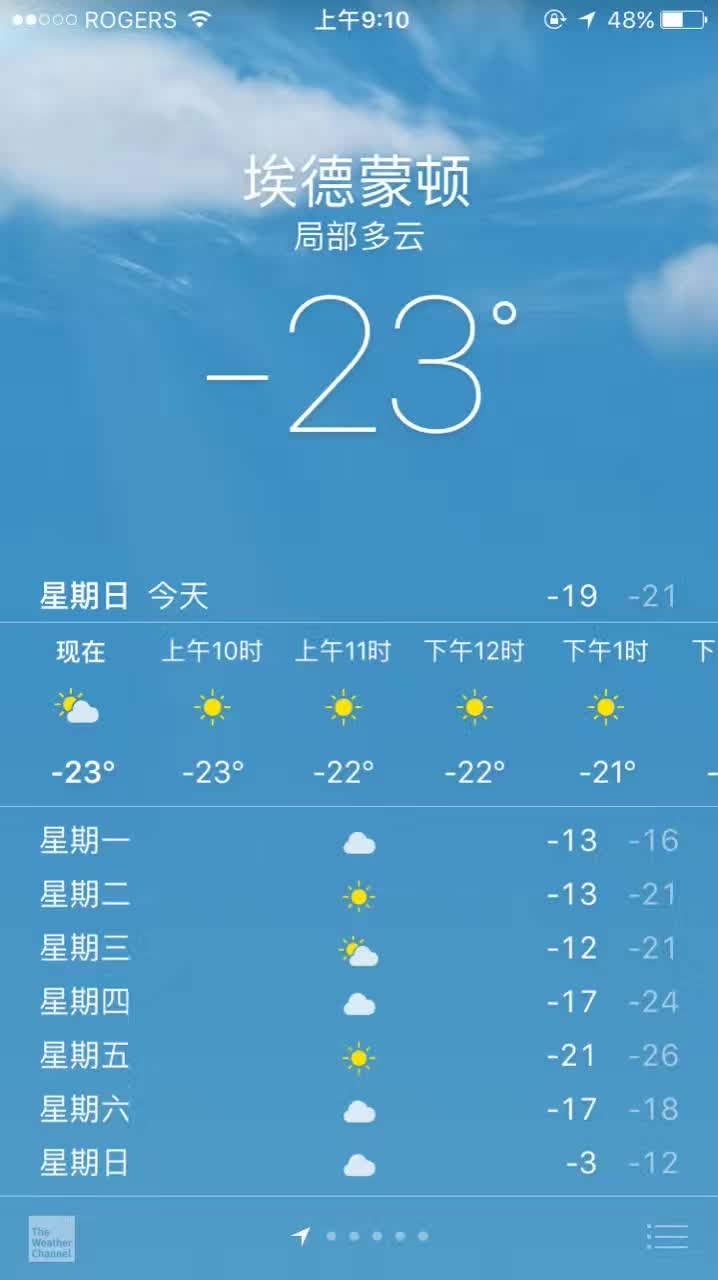 ROGERS 上午9:10 48%
埃德蒙顿
局部多云
-23°
星期日 今天 -19 -21
现在 上午10时 上午11时 下午12时 下午1时 下
-23° -23° -22° -22° -21° -
星期一 -13 -16
星期二 -13 -21
星期三 -12 -21
星期四 -17 -24
星期五 -21 -26
星期六 -17 -18
星期日 -3 -12
The
Weather
Channel